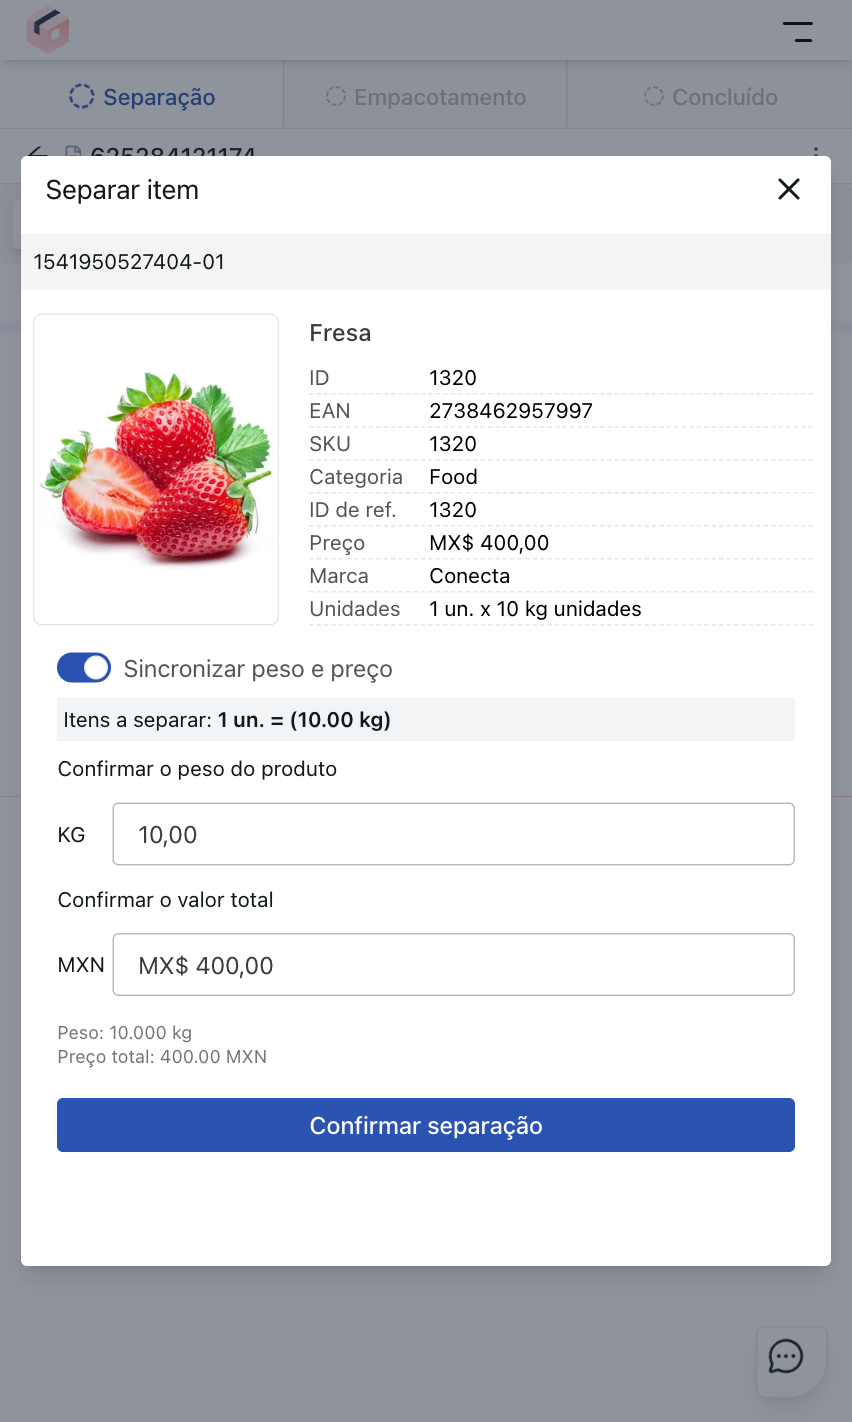 Separação
Empacotamento
Concluído
625284121174
Separar item
1541950527404-01
Fresa
ID 1320
EAN 2738462957997
SKU 1320
Categoria Food
ID de ref. 1320
Preço MX$ 400,00
Marca Conecta
Unidades 1 un. x 10 kg unidades
Sincronizar peso e preço
Itens a separar: 1 un. = (10.00 kg)
Confirmar o peso do produto
KG 10,00
Confirmar o valor total
MXN MX$ 400,00
Peso: 10.000 kg
Preço total: 400.00 MXN
Confirmar separação